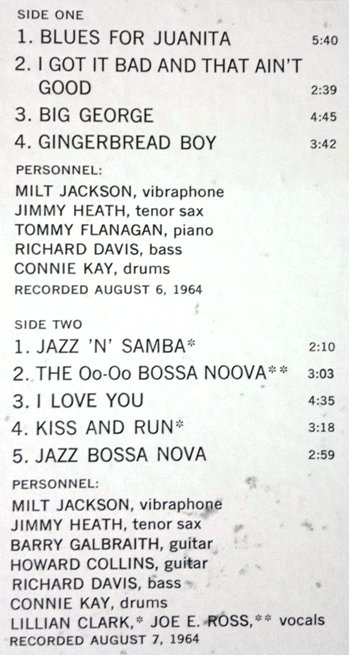 SIDE ONE
1. BLUES FOR JUANITA 5:40
2. I GOT IT BAD AND THAT AIN'T
GOOD 2:39
3. BIG GEORGE 4:45
4. GINGERBREAD BOY 3:42
PERSONNEL:
MILT JACKSON, vibraphone
JIMMY HEATH, tenor sax
TOMMY FLANAGAN, piano
RICHARD DAVIS, bass
CONNIE KAY, drums
RECORDED AUGUST 6, 1964
SIDE TWO
1. JAZZ 'N' SAMBA* 2:10
2. THE Oo-Oo BOSSA NOOVA** 3:03
3. I LOVE YOU 4:35
4. KISS AND RUN* 3:18
5. JAZZ BOSSA NOVA 2:59
PERSONNEL:
MILT JACKSON, vibraphone
JIMMY HEATH, tenor sax
BARRY GALBRAITH, guitar
HOWARD COLLINS, guitar
RICHARD DAVIS, bass
CONNIE KAY, drums
LILLIAN CLARK,* JOE E. ROSS,** vocals
RECORDED AUGUST 7, 1964